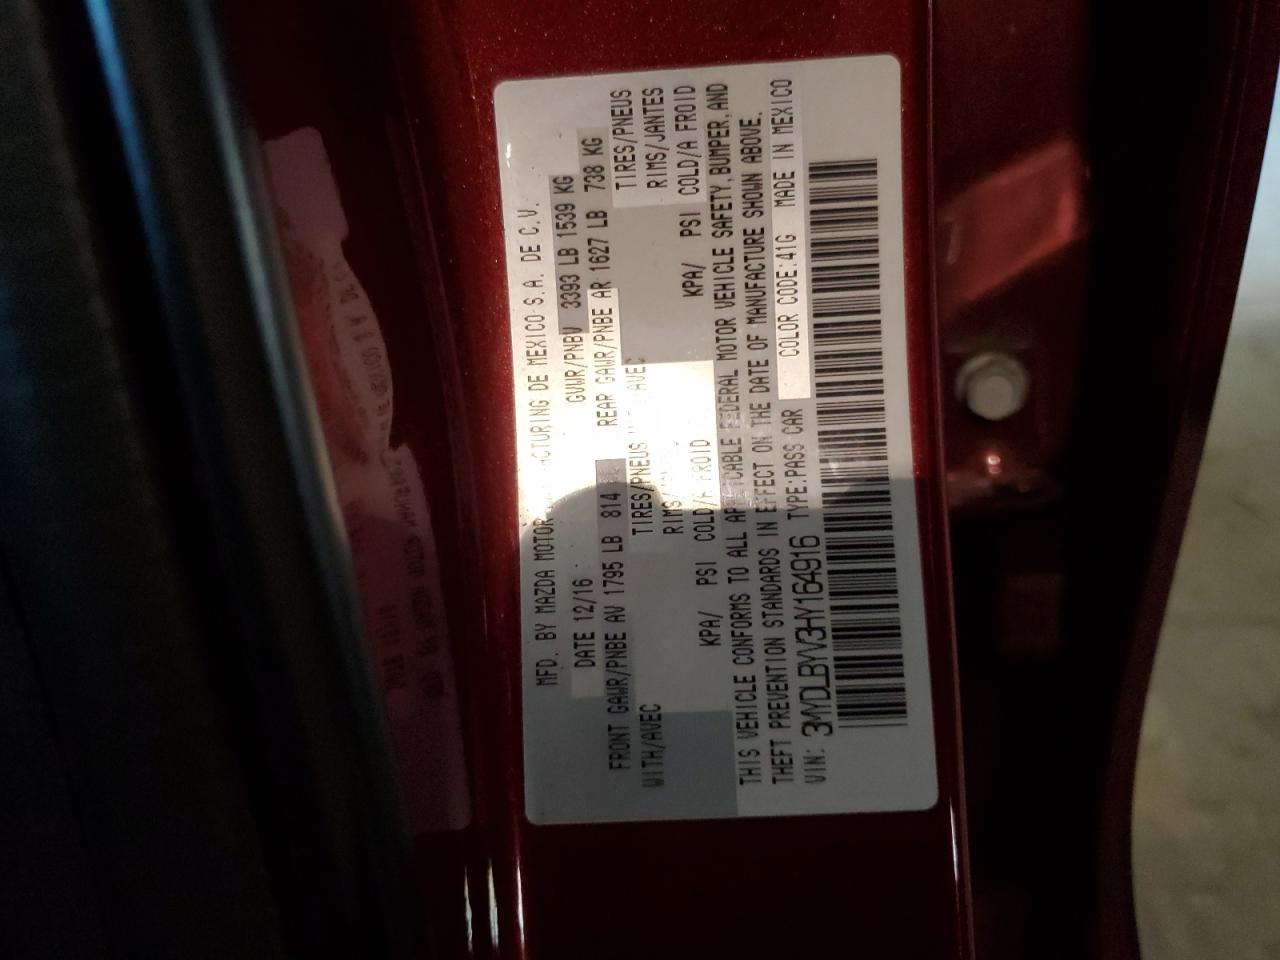 MFD. BY MAZDA MOTOR MANUFACTURING DE MEXICO S.A. DE C.V.
DATE 12/16 GVWR/PNBV 3393 LB 1539 KG
FRONT GAWR/PNBE AV 1795 LB 814 REAR GAWR/PNBE AR 1627 LB 738 KG
WITH/AVEC TIRES/PNEUS AVEC TIRES/PNEUS
RIMS/ RIMS/JANTES
KPA/ PSI COLD/A FROID KPA/ PSI COLD/A FROID
THIS VEHICLE CONFORMS TO ALL APPLICABLE FEDERAL MOTOR VEHICLE SAFETY, BUMPER, AND
THEFT PREVENTION STANDARDS IN EFFECT ON THE DATE OF MANUFACTURE SHOWN ABOVE.
VIN: 3MYDLBYV3HY164916 TYPE:PASS CAR COLOR CODE:41G MADE IN MEXICO